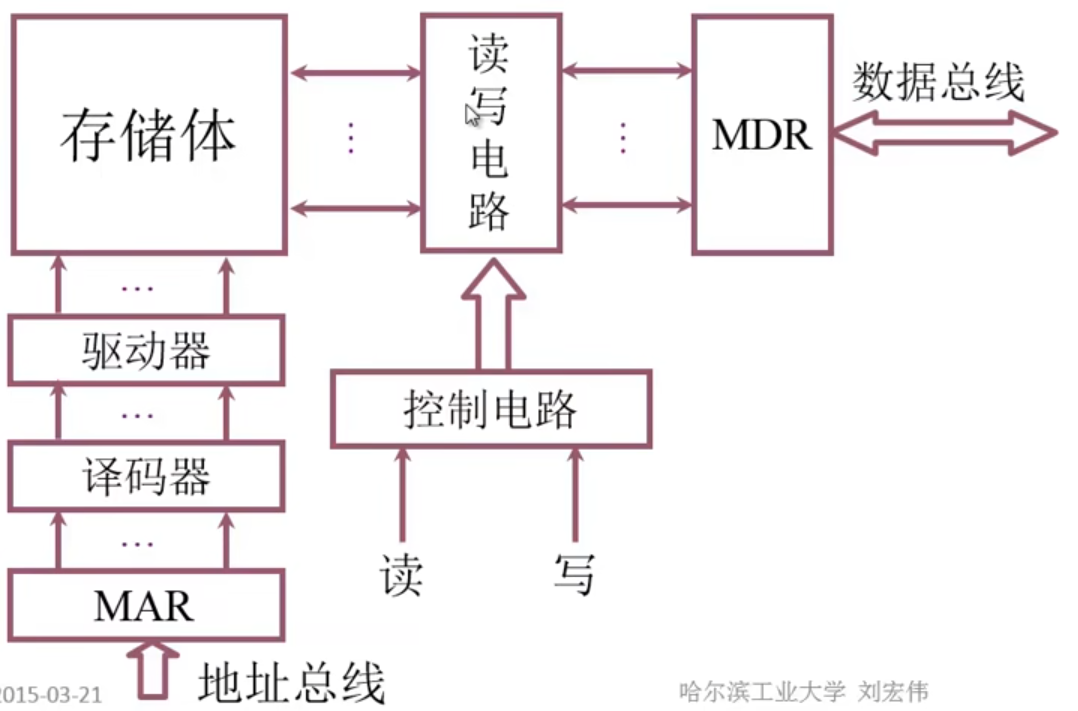 存储体
读写电路
MDR
数据总线
驱动器
控制电路
译码器
读
写
MAR
地址总线
2015-03-21
哈尔滨工业大学 刘宏伟